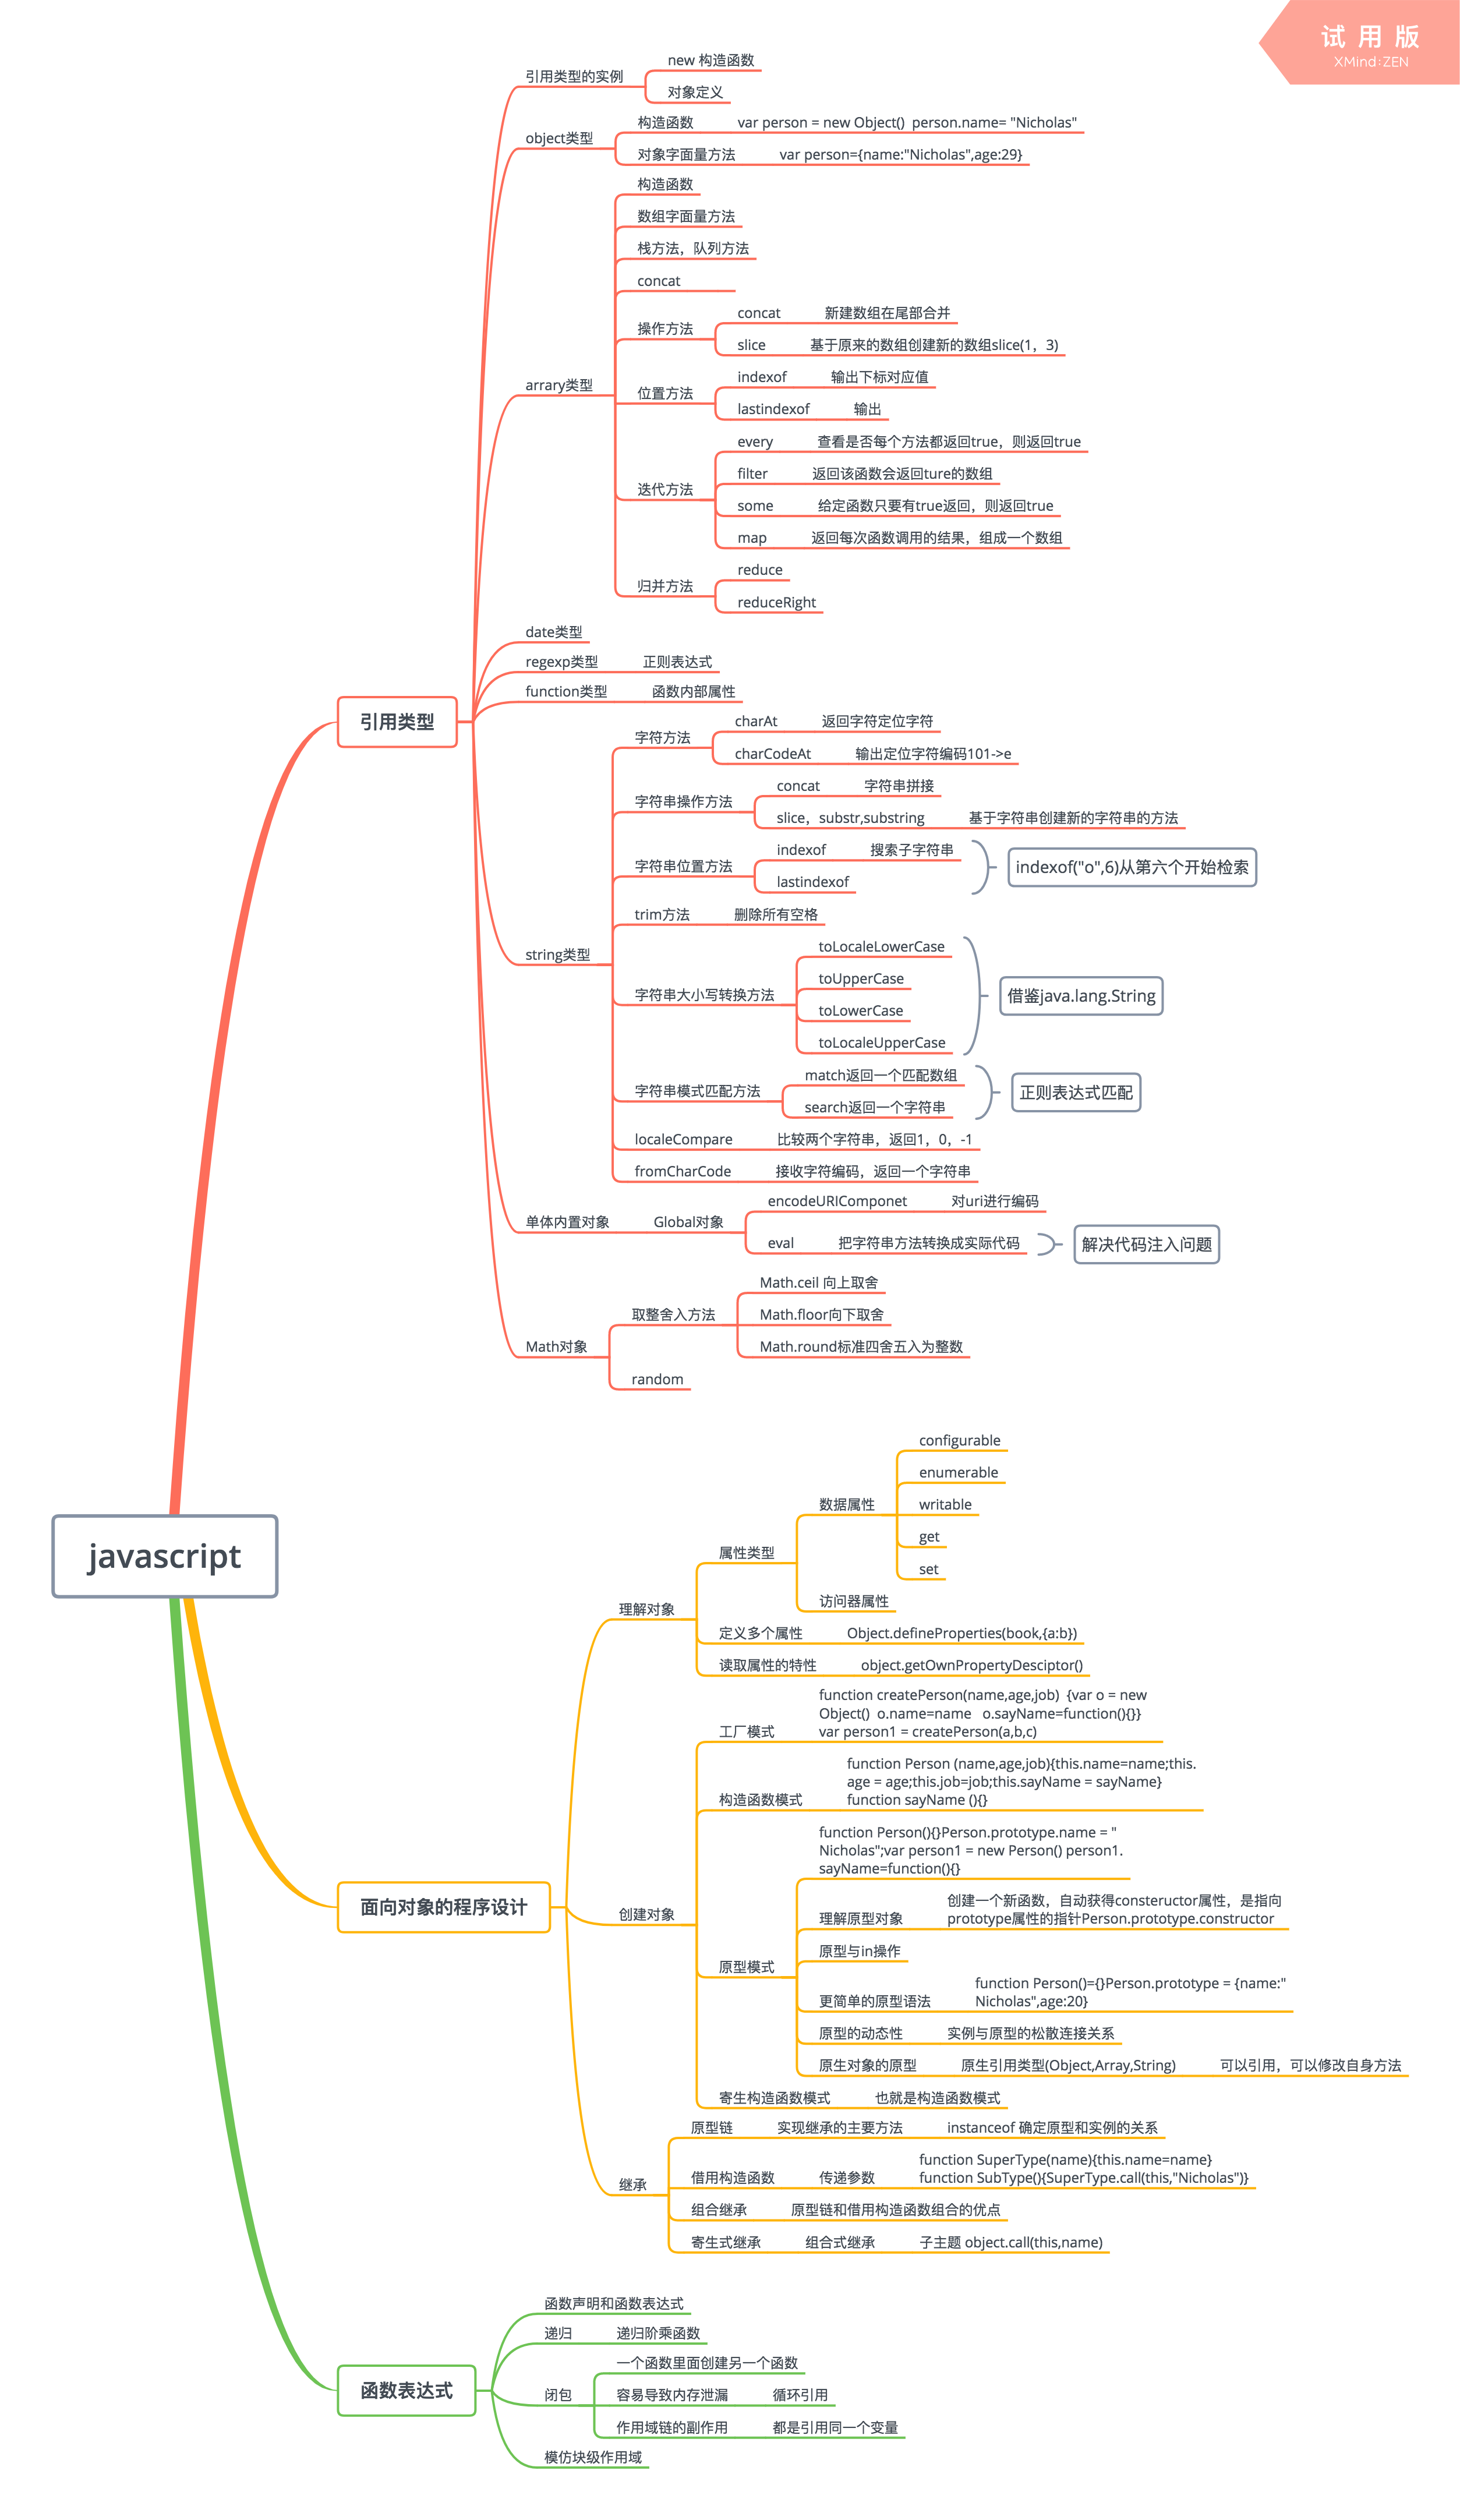 试用版
XMind:ZEN
javascript
引用类型
引用类型的实例
new 构造函数
对象定义
object类型
构造函数
var person = new Object()  person.name= "Nicholas"
对象字面量方法
var person={name:"Nicholas",age:29}
arrary类型
构造函数
数组字面量方法
栈方法，队列方法
concat
操作方法
concat
新建数组在尾部合并
slice
基于原来的数组创建新的数组slice(1，3)
位置方法
indexof
输出下标对应值
lastindexof
输出
迭代方法
every
查看是否每个方法都返回true，则返回true
filter
返回该函数会返回ture的数组
some
给定函数只要有true返回，则返回true
map
返回每次函数调用的结果，组成一个数组
归并方法
reduce
reduceRight
date类型
regexp类型
正则表达式
function类型
函数内部属性
string类型
字符方法
charAt
返回字符定位字符
charCodeAt
输出定位字符编码101->e
字符串操作方法
concat
字符串拼接
slice，substr,substring
基于字符串创建新的字符串的方法
字符串位置方法
indexof
搜索子字符串
lastindexof
indexof("o",6)从第六个开始检索
trim方法
删除所有空格
字符串大小写转换方法
toLocaleLowerCase
toUpperCase
toLowerCase
toLocaleUpperCase
借鉴java.lang.String
字符串模式匹配方法
match返回一个匹配数组
search返回一个字符串
正则表达式匹配
localeCompare
比较两个字符串，返回1，0，-1
fromCharCode
接收字符编码，返回一个字符串
单体内置对象
Global对象
encodeURIComponet
对uri进行编码
eval
把字符串方法转换成实际代码
解决代码注入问题
Math对象
取整舍入方法
Math.ceil 向上取舍
Math.floor向下取舍
Math.round标准四舍五入为整数
random
面向对象的程序设计
理解对象
属性类型
数据属性
configurable
enumerable
writable
get
set
访问器属性
定义多个属性
Object.defineProperties(book,{a:b})
读取属性的特性
object.getOwnPropertyDesciptor()
创建对象
工厂模式
function createPerson(name,age,job)  {var o = new
Object()  o.name=name   o.sayName=function(){}}
var person1 = createPerson(a,b,c)
构造函数模式
function Person (name,age,job){this.name=name;this.
age = age;this.job=job;this.sayName = sayName}
function sayName (){}
原型模式
function Person(){}Person.prototype.name = "
Nicholas";var person1 = new Person() person1.
sayName=function(){}
理解原型对象
创建一个新函数，自动获得consteructor属性，是指向
prototype属性的指针Person.prototype.constructor
原型与in操作
更简单的原型语法
function Person()={}Person.prototype = {name:"
Nicholas",age:20}
原型的动态性
实例与原型的松散连接关系
原生对象的原型
原生引用类型(Object,Array,String)
可以引用，可以修改自身方法
寄生构造函数模式
也就是构造函数模式
继承
原型链
实现继承的主要方法
instanceof 确定原型和实例的关系
借用构造函数
传递参数
function SuperType(name){this.name=name}
function SubType(){SuperType.call(this,"Nicholas")}
组合继承
原型链和借用构造函数组合的优点
寄生式继承
组合式继承
子主题 object.call(this,name)
函数表达式
函数声明和函数表达式
递归
递归阶乘函数
闭包
一个函数里面创建另一个函数
容易导致内存泄漏
循环引用
作用域链的副作用
都是引用同一个变量
模仿块级作用域